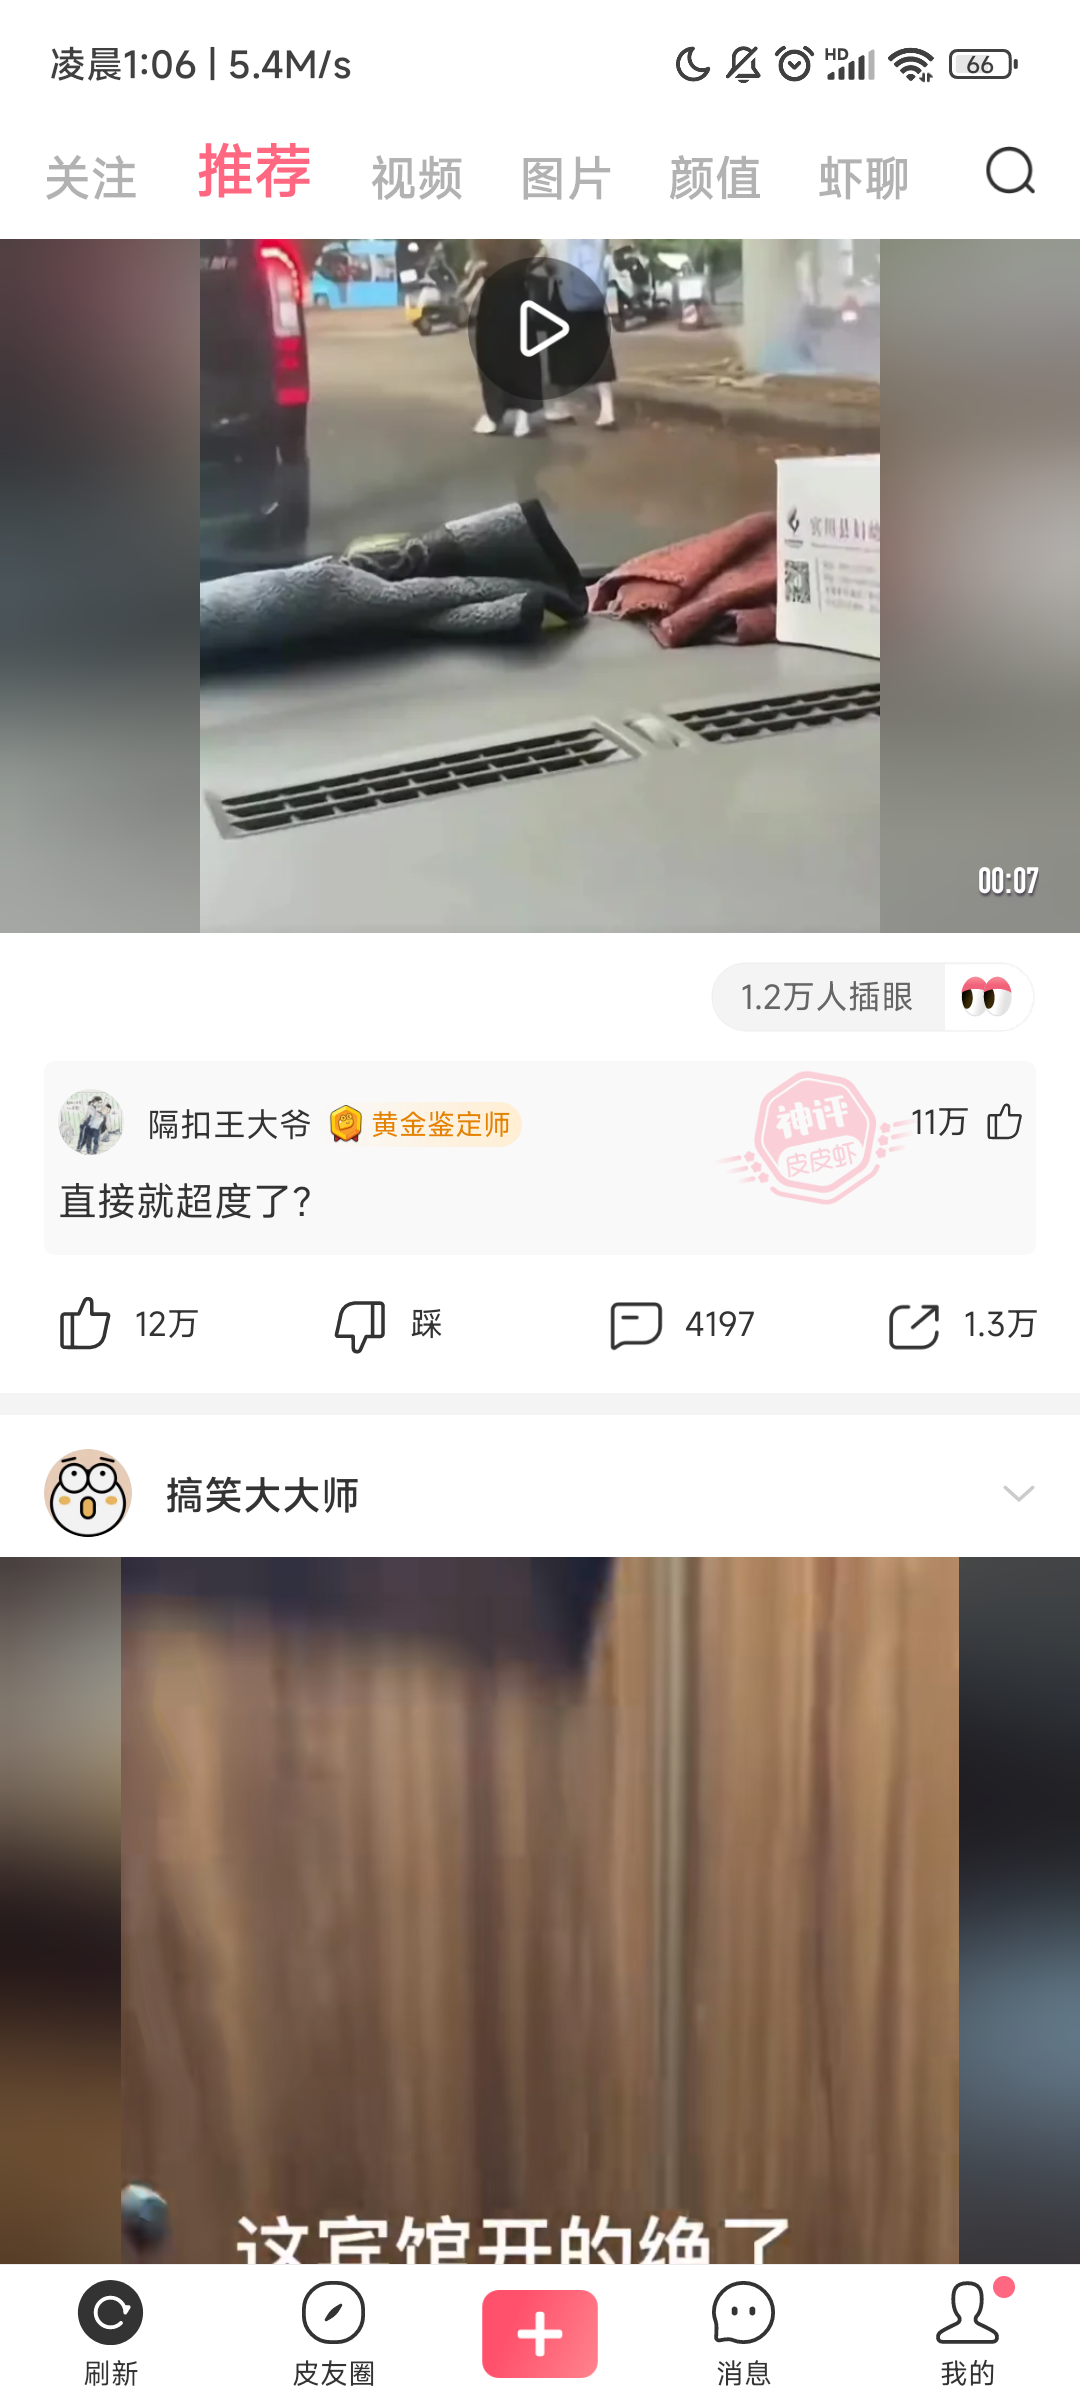 凌晨1:06 | 5.4M/s
HD
66
关注 推荐 视频 图片 颜值 虾聊
宾川县妇
00:07
1.2万人插眼
隔扣王大爷 黄金鉴定师
神评
皮皮虾
11万
直接就超度了?
12万 踩 4197 1.3万
搞笑大大师
这宾馆开的绝了
刷新 皮友圈 消息 我的